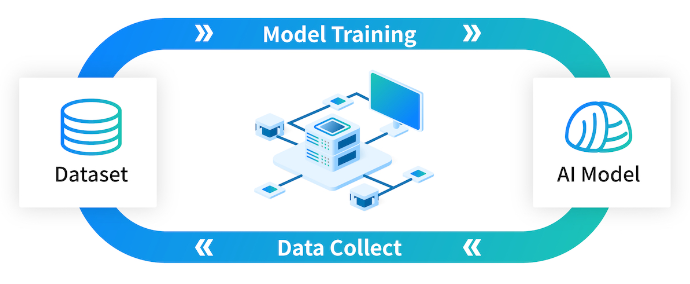 Model Training
Dataset
AI Model
Data Collect